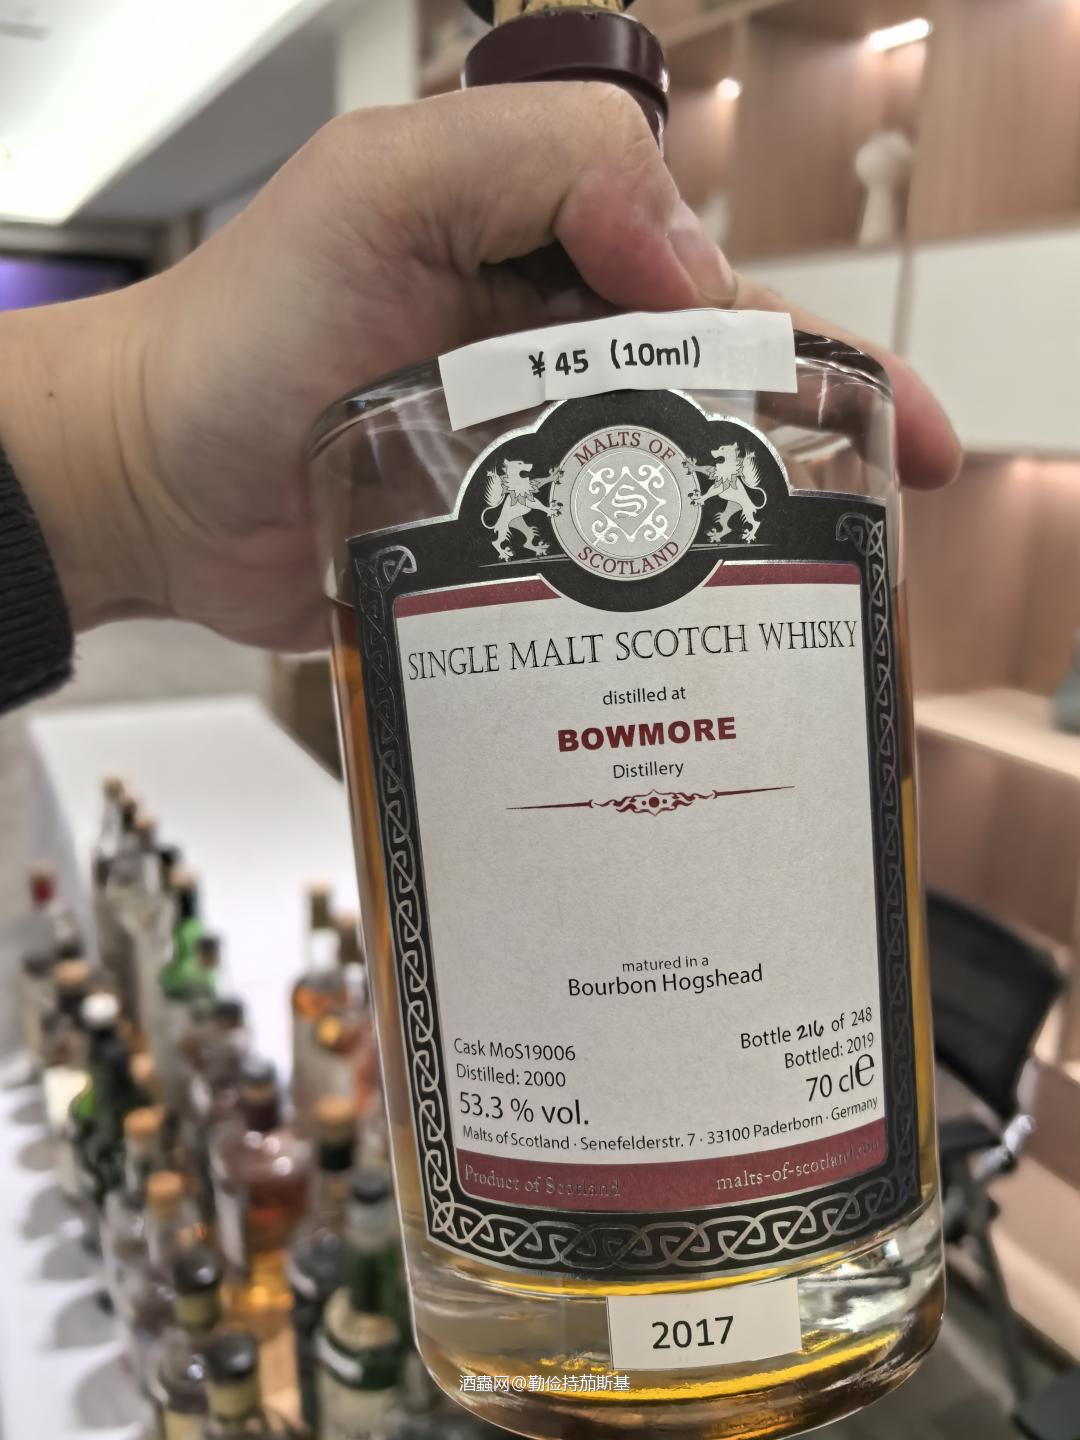 ¥ 45 (10ml)
MALTS OF
S
SCOTLAND
SINGLE MALT SCOTCH WHISKY
distilled at
BOWMORE
Distillery
matured in a
Bourbon Hogshead
Cask MoS19006
Distilled: 2000
53.3 % vol.
Bottle 216 of 248
Bottled: 2019
70 cl e
Malts of Scotland · Senefelderstr. 7 · 33100 Paderborn · Germany
Product of Scotland
malts-of-scotland.com
2017
酒蟲网@勤俭持茄斯基